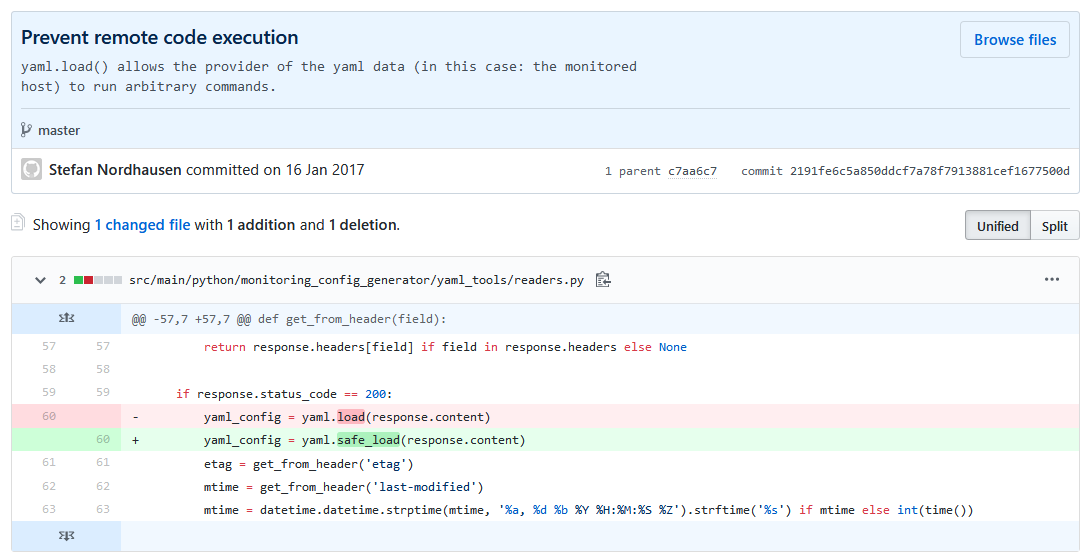 Prevent remote code execution
Browse files
yaml.load() allows the provider of the yaml data (in this case: the monitored
host) to run arbitrary commands.
master
Stefan Nordhausen committed on 16 Jan 2017
1 parent c7aa6c7 commit 2191fe6c5a850ddcf7a78f7913881cef1677500d
Showing 1 changed file with 1 addition and 1 deletion.
Unified Split
2 src/main/python/monitoring_config_generator/yaml_tools/readers.py
@@ -57,7 +57,7 @@ def get_from_header(field):
57 57 return response.headers[field] if field in response.headers else None
58 58
59 59 if response.status_code == 200:
60 - yaml_config = yaml.load(response.content)
60 + yaml_config = yaml.safe_load(response.content)
61 61 etag = get_from_header('etag')
62 62 mtime = get_from_header('last-modified')
63 63 mtime = datetime.datetime.strptime(mtime, '%a, %d %b %Y %H:%M:%S %Z').strftime('%s') if mtime else int(time())